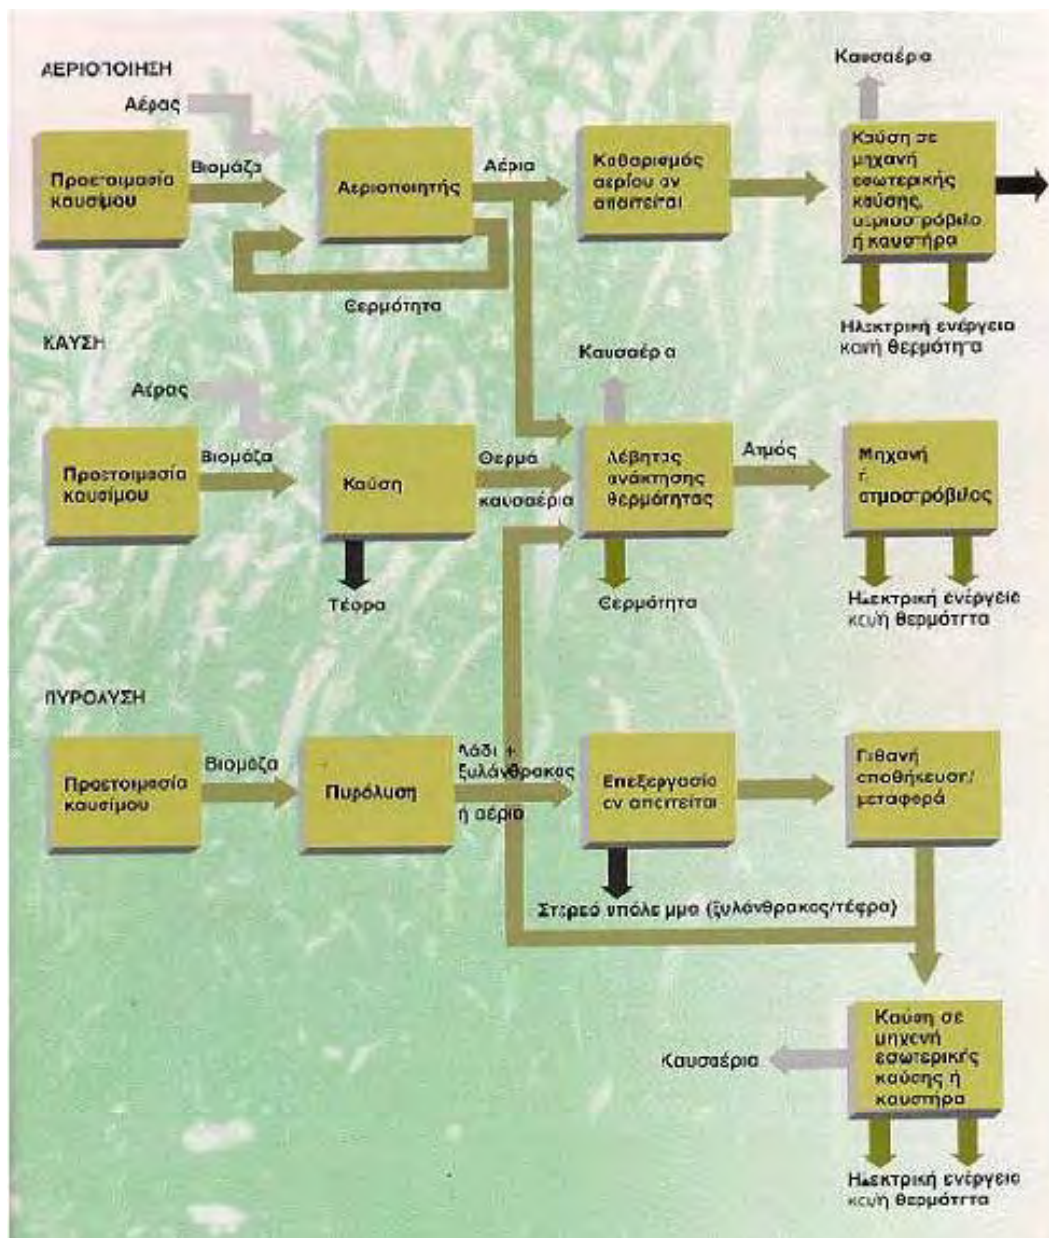 ΑΕΡΙΟΠΟΙΗΣΗ
Αέρας
Καυσαέρια
Προετοιμασία
καυσίμου
Βιομάζα
Αεριοποιητής
Αέρια
Καθαρισμός
αερίου αν
απαιτείται
Καύση σε
μηχανή
εσωτερικής
καύσης,
αεριοστρόβιλο
ή καυστήρα
Θερμότητα
Ηλεκτρική ενέργεια
και/ή θερμότητα
ΚΑΥΣΗ
Αέρας
Καυσαέρια
Προετοιμασία
καυσίμου
Βιομάζα
Καύση
Θερμά
καυσαέρια
Λέβητας
ανάκτησης
θερμότητας
Ατμός
Μηχανή
ή
ατμοστρόβιλος
Τέφρα
Θερμότητα
Ηλεκτρική ενέργεια
και/ή θερμότητα
ΠΥΡΟΛΥΣΗ
Προετοιμασία
καυσίμου
Βιομάζα
Πυρόλυση
Λάδι +
ξυλάνθρακας
ή αέριο
Επεξεργασία
αν απαιτείται
Πιθανή
αποθήκευση/
μεταφορά
Στερεό υπόλειμμα (ξυλάνθρακας/τέφρα)
Καύση σε
μηχανή
εσωτερικής
καύσης ή
καυστήρα
Καυσαέρια
Ηλεκτρική ενέργεια
και/ή θερμότητα